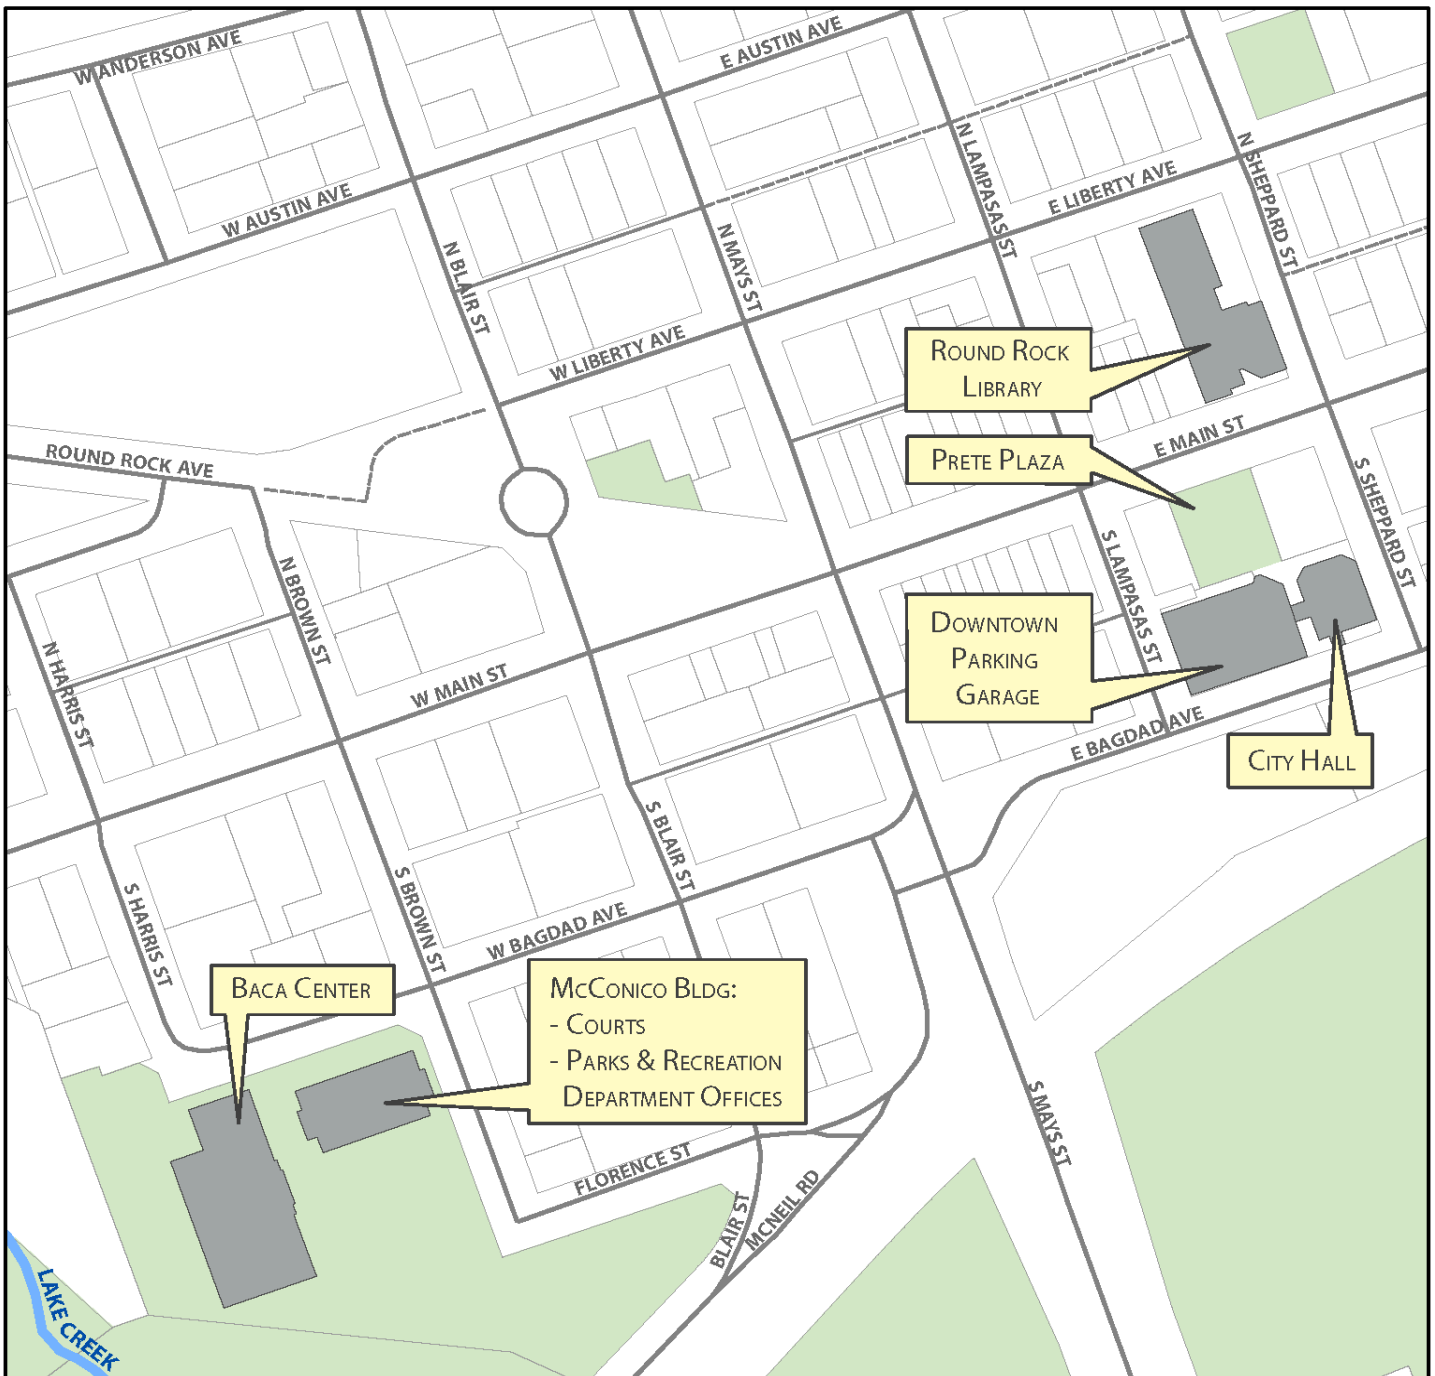 W ANDERSON AVE
E AUSTIN AVE
W AUSTIN AVE
N BLAIR ST
N MAYS ST
N LAMPASAS ST
E LIBERTY AVE
N SHEPPARD ST
W LIBERTY AVE
ROUND ROCK
LIBRARY
PRETE PLAZA
E MAIN ST
S SHEPPARD ST
ROUND ROCK AVE
N BROWN ST
N HARRIS ST
W MAIN ST
S LAMPASAS ST
DOWNTOWN
PARKING
GARAGE
E BAGDAD AVE
CITY HALL
S BLAIR ST
S HARRIS ST
S BROWN ST
W BAGDAD AVE
BACA CENTER
MCCONICO BLDG:
- COURTS
- PARKS & RECREATION
DEPARTMENT OFFICES
S MAYS ST
FLORENCE ST
BLAIR ST
MCNEIL RD
LAKE CREEK